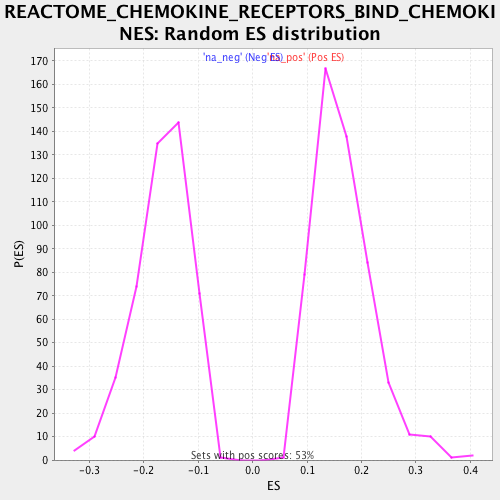 REACTOME_CHEMOKINE_RECEPTORS_BIND_CHEMOKI
NES: Random ES distribution
'na_neg' (Neg ES) 'na_pos' (Pos ES)
170
160
150
140
130
120
110
100
90
80
70
60
50
40
30
20
10
0
P(ES)
Sets with pos scores: 53%
-0.3 -0.2 -0.1 0.0 0.1 0.2 0.3 0.4
ES